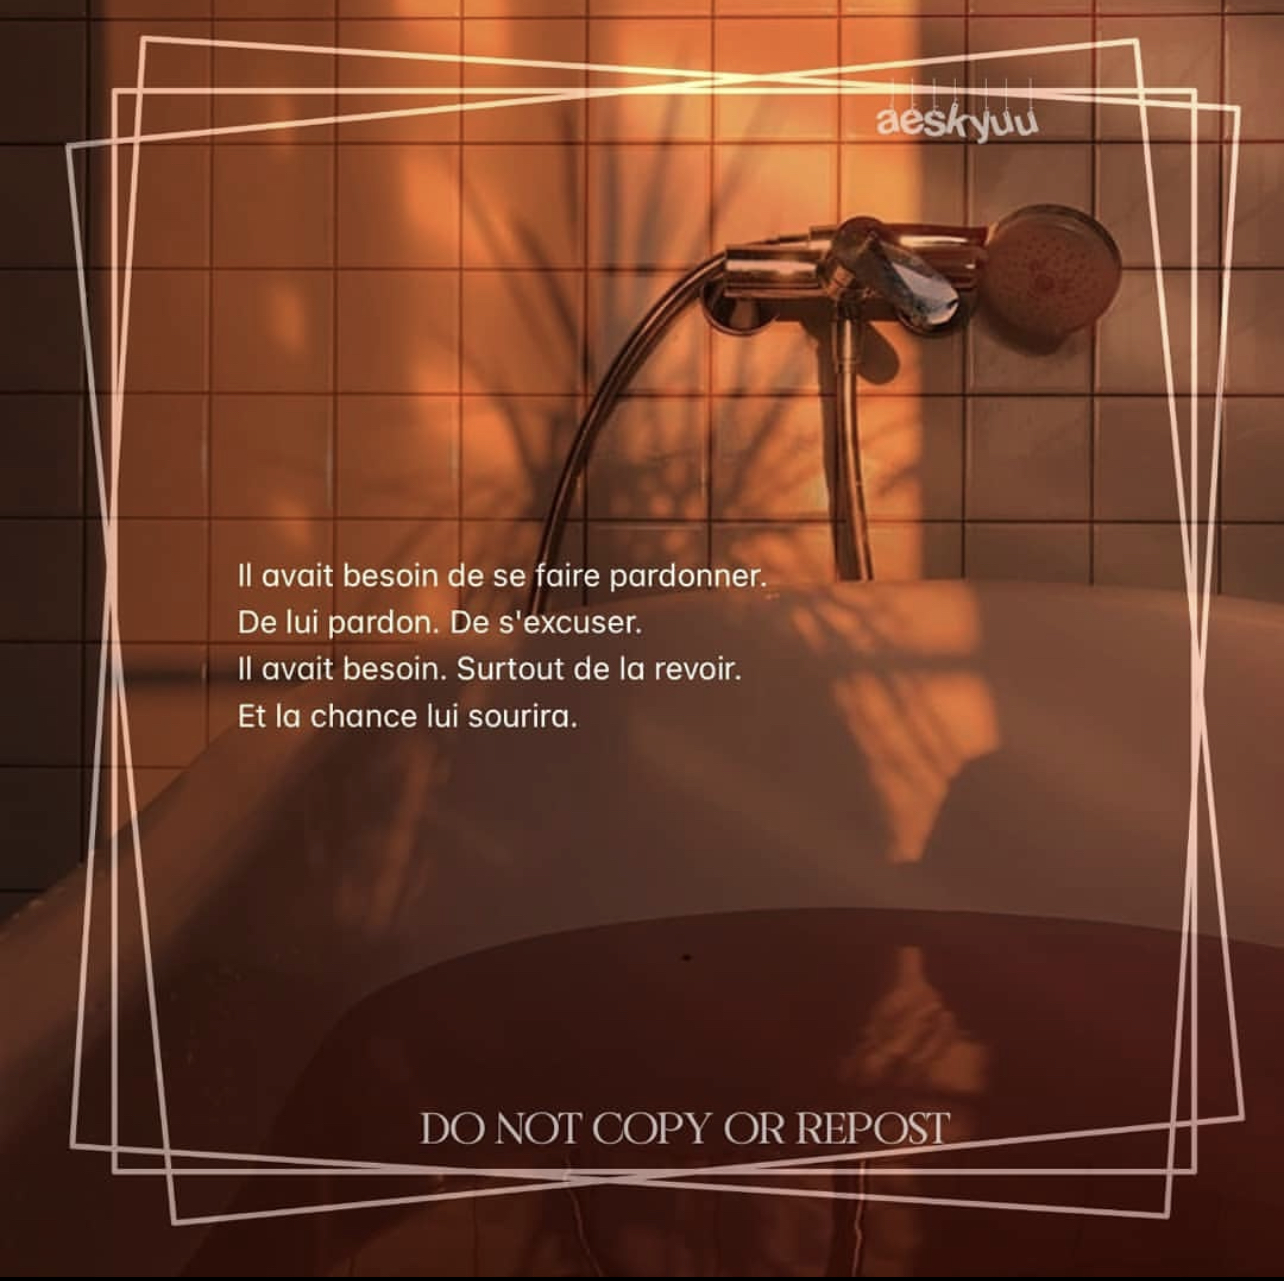 aeskyuu
Il avait besoin de se faire pardonner.
De lui pardon. De s'excuser.
Il avait besoin. Surtout de la revoir.
Et la chance lui sourira.
DO NOT COPY OR REPOST